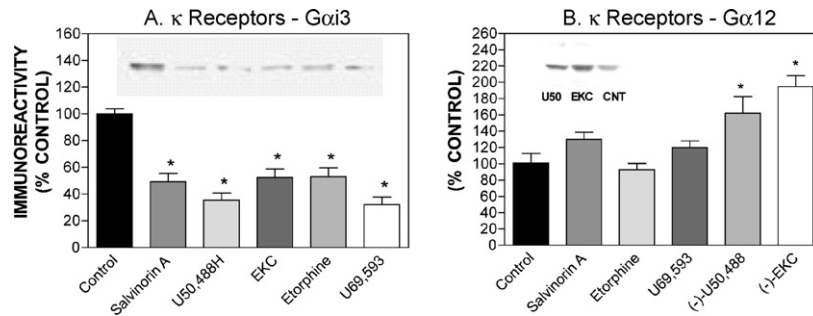 A. κ Receptors - Gαi3
IMMUNOREACTIVITY
(% CONTROL)
160
140
120
100
80
60
40
20
0
*
*
*
*
*
Control
Salvinorin A
U50,488H
EKC
Etorphine
U69,593
B. κ Receptors - Gα12
(% CONTROL)
260
240
220
200
180
160
140
120
100
80
60
40
20
0
U50 EKC CNT
*
*
Control
Salvinorin A
Etorphine
U69,593
(-)-U50,488
(-)-EKC